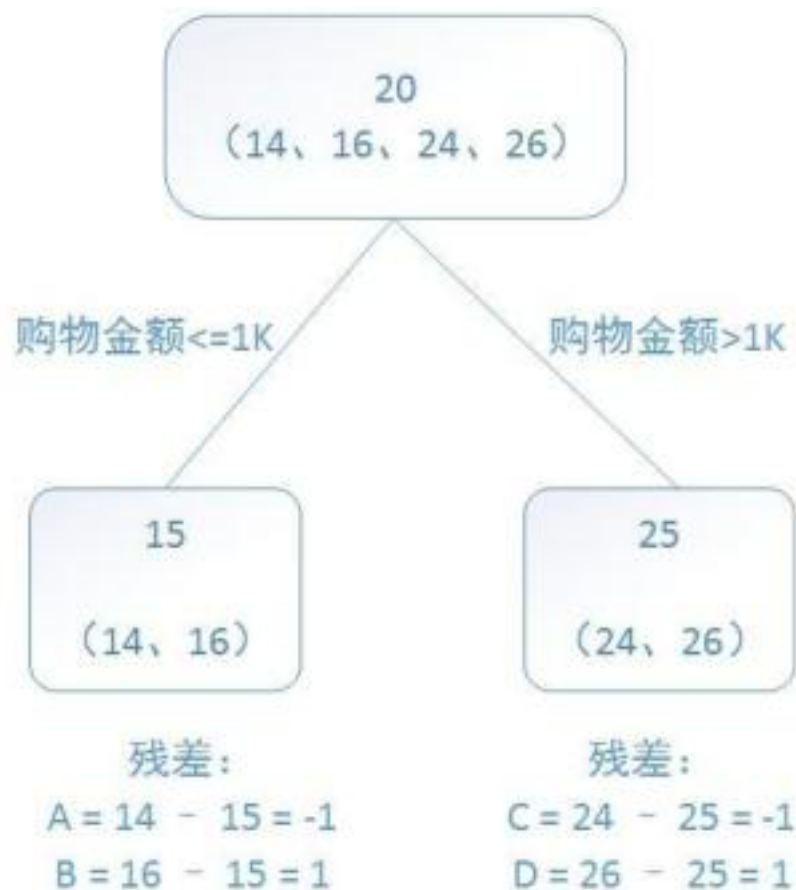 20
（14、16、24、26）
购物金额<=1K
购物金额>1K
15
（14、16）
25
（24、26）
残差：
A = 14 - 15 = -1
B = 16 - 15 = 1
残差：
C = 24 - 25 = -1
D = 26 - 25 = 1